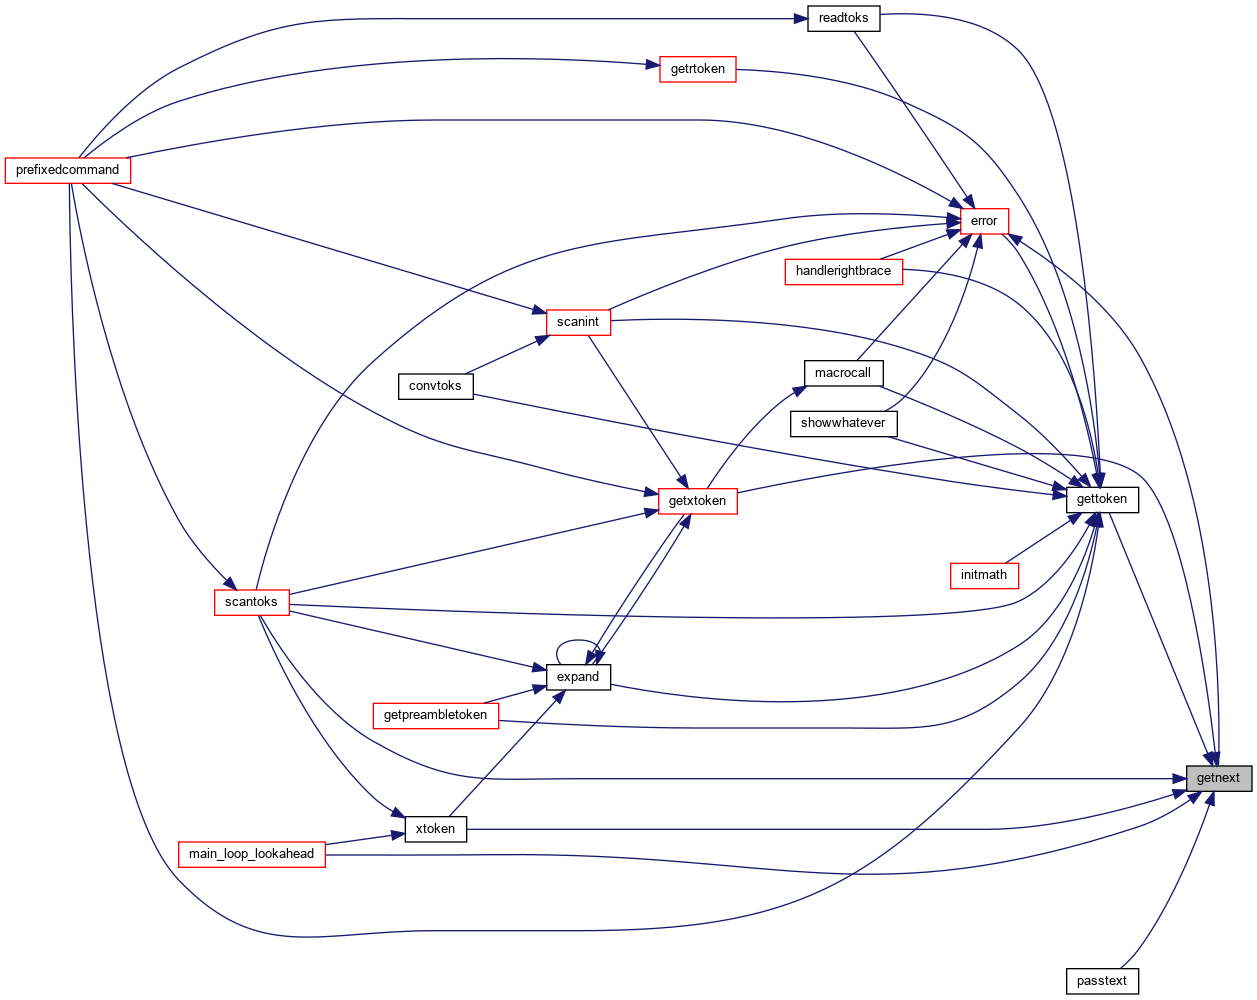 readtoks
getrtoken
prefixedcommand
error
handlerightbrace
scanint
macrocall
convtoks
showwhatever
getxtoken
gettoken
initmath
scantoks
expand
getpreambletoken
getnext
xtoken
main_loop_lookahead
passtext